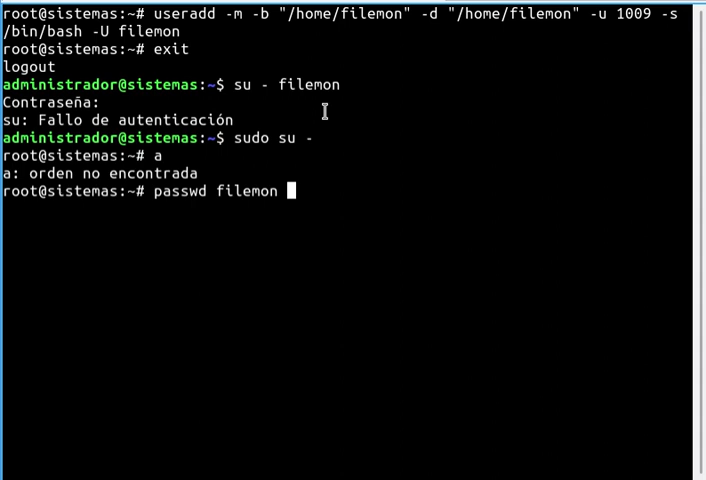 root@sistemas:~# useradd -m -b "/home/filemon" -d "/home/filemon" -u 1009 -s
/bin/bash -U filemon
root@sistemas:~# exit
logout
administrador@sistemas:~$ su - filemon
Contraseña:
su: Fallo de autenticación
administrador@sistemas:~$ sudo su -
root@sistemas:~# a
a: orden no encontrada
root@sistemas:~# passwd filemon